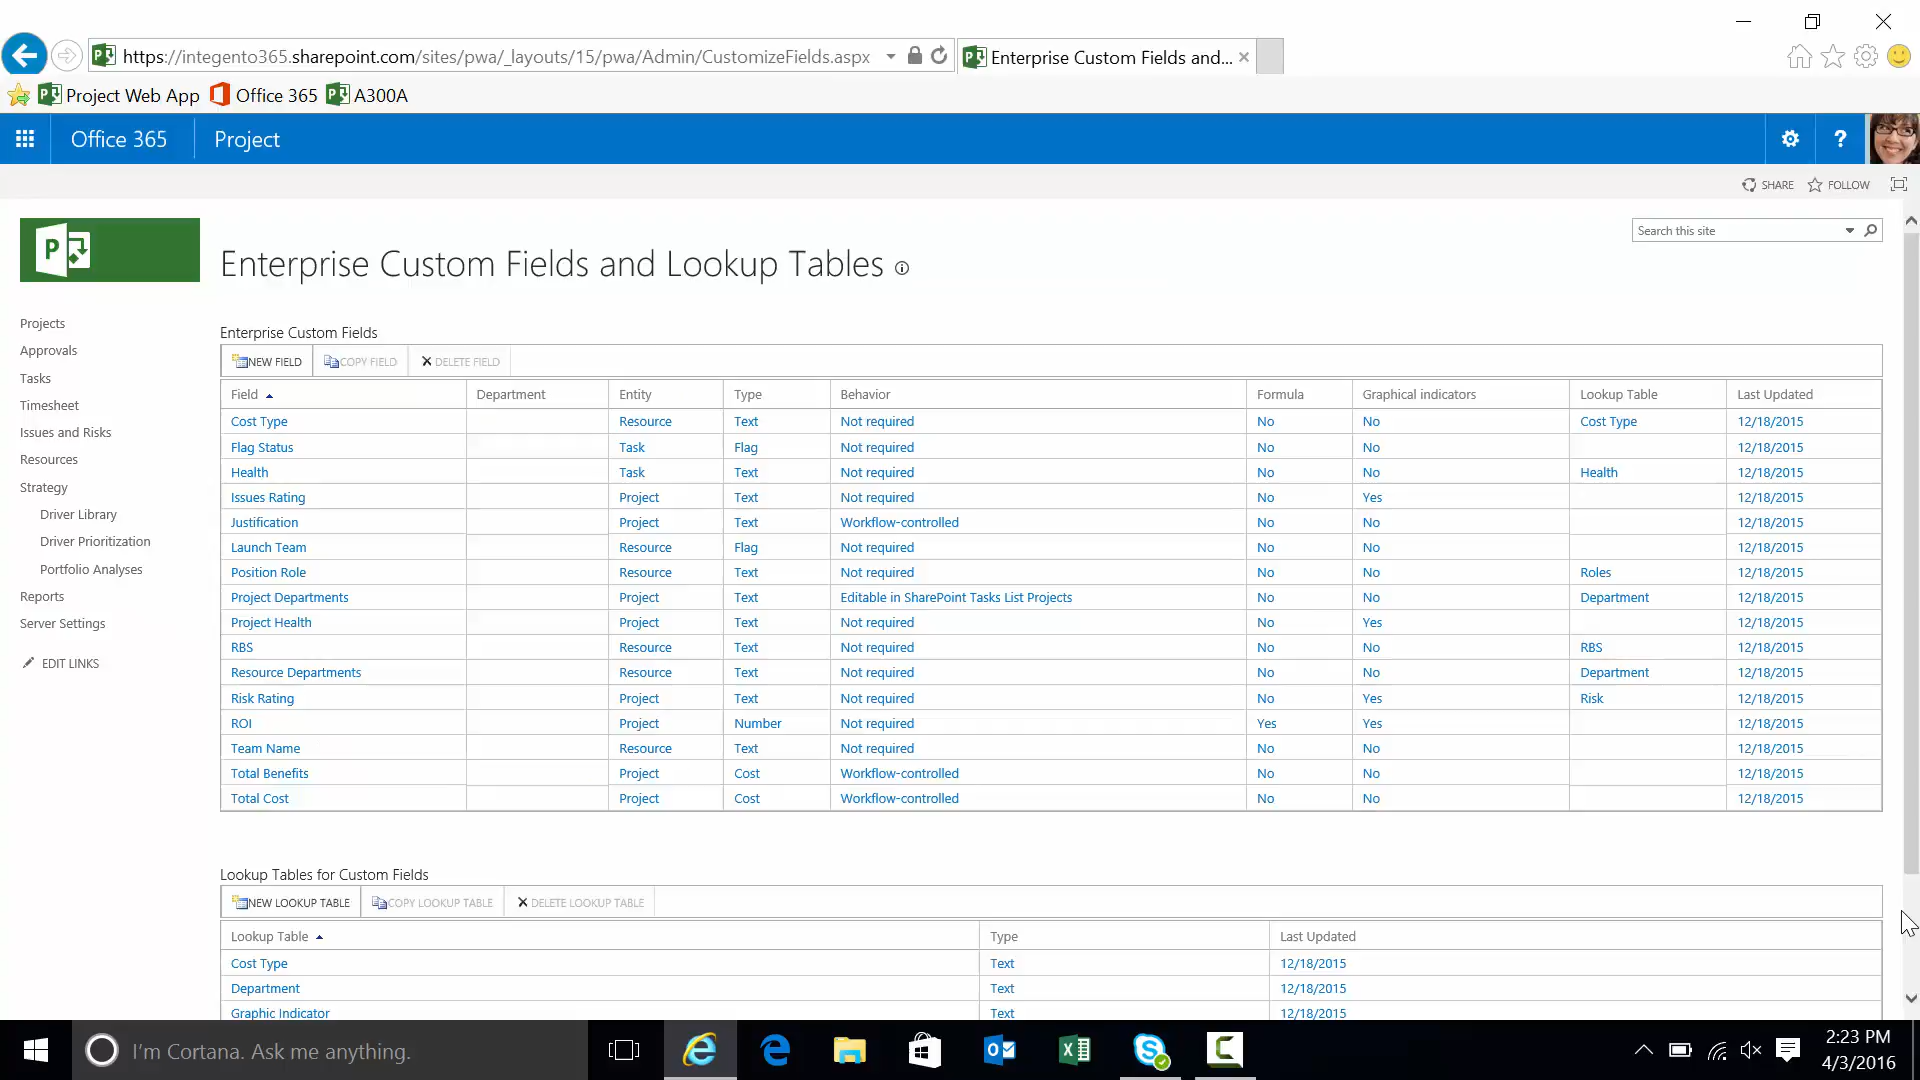 https://integento365.sharepoint.com/sites/pwa/_layouts/15/pwa/Admin/CustomizeFields.aspx
Enterprise Custom Fields and...
Project Web App Office 365 A300A
Office 365 Project ?
SHARE FOLLOW
P
Search this site
Enterprise Custom Fields and Lookup Tables
Projects
Approvals
Tasks
Timesheet
Issues and Risks
Resources
Strategy
Driver Library
Driver Prioritization
Portfolio Analyses
Reports
Server Settings
EDIT LINKS
Enterprise Custom Fields
NEW FIELD COPY FIELD DELETE FIELD
Field Department Entity Type Behavior Formula Graphical indicators Lookup Table Last Updated
Cost Type Resource Text Not required No No Cost Type 12/18/2015
Flag Status Task Flag Not required No No 12/18/2015
Health Task Text Not required No No Health 12/18/2015
Issues Rating Project Text Not required No Yes 12/18/2015
Justification Project Text Workflow-controlled No No 12/18/2015
Launch Team Resource Flag Not required No No 12/18/2015
Position Role Resource Text Not required No No Roles 12/18/2015
Project Departments Project Text Editable in SharePoint Tasks List Projects No No Department 12/18/2015
Project Health Project Text Not required No Yes 12/18/2015
RBS Resource Text Not required No No RBS 12/18/2015
Resource Departments Resource Text Not required No No Department 12/18/2015
Risk Rating Project Text Not required No Yes Risk 12/18/2015
ROI Project Number Not required Yes Yes 12/18/2015
Team Name Resource Text Not required No No 12/18/2015
Total Benefits Project Cost Workflow-controlled No No 12/18/2015
Total Cost Project Cost Workflow-controlled No No 12/18/2015
Lookup Tables for Custom Fields
NEW LOOKUP TABLE COPY LOOKUP TABLE DELETE LOOKUP TABLE
Lookup Table Type Last Updated
Cost Type Text 12/18/2015
Department Text 12/18/2015
Graphic Indicator Text 12/18/2015
I'm Cortana. Ask me anything.
2:23 PM
4/3/2016